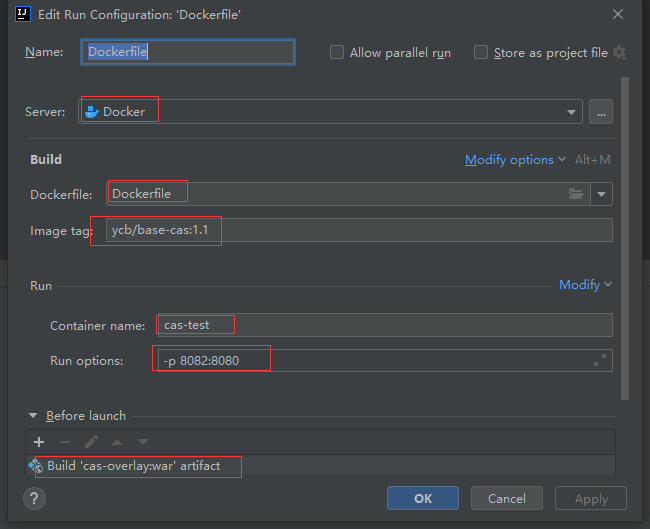 Edit Run Configuration: 'Dockerfile'
Name: Dockerfile Allow parallel run Store as project file
Server: Docker ...
Build Modify options Alt+M
Dockerfile: Dockerfile
Image tag: ycb/base-cas:1.1
Run Modify
Container name: cas-test
Run options: -p 8082:8080
Before launch
Build 'cas-overlay:war' artifact
? OK Cancel Apply